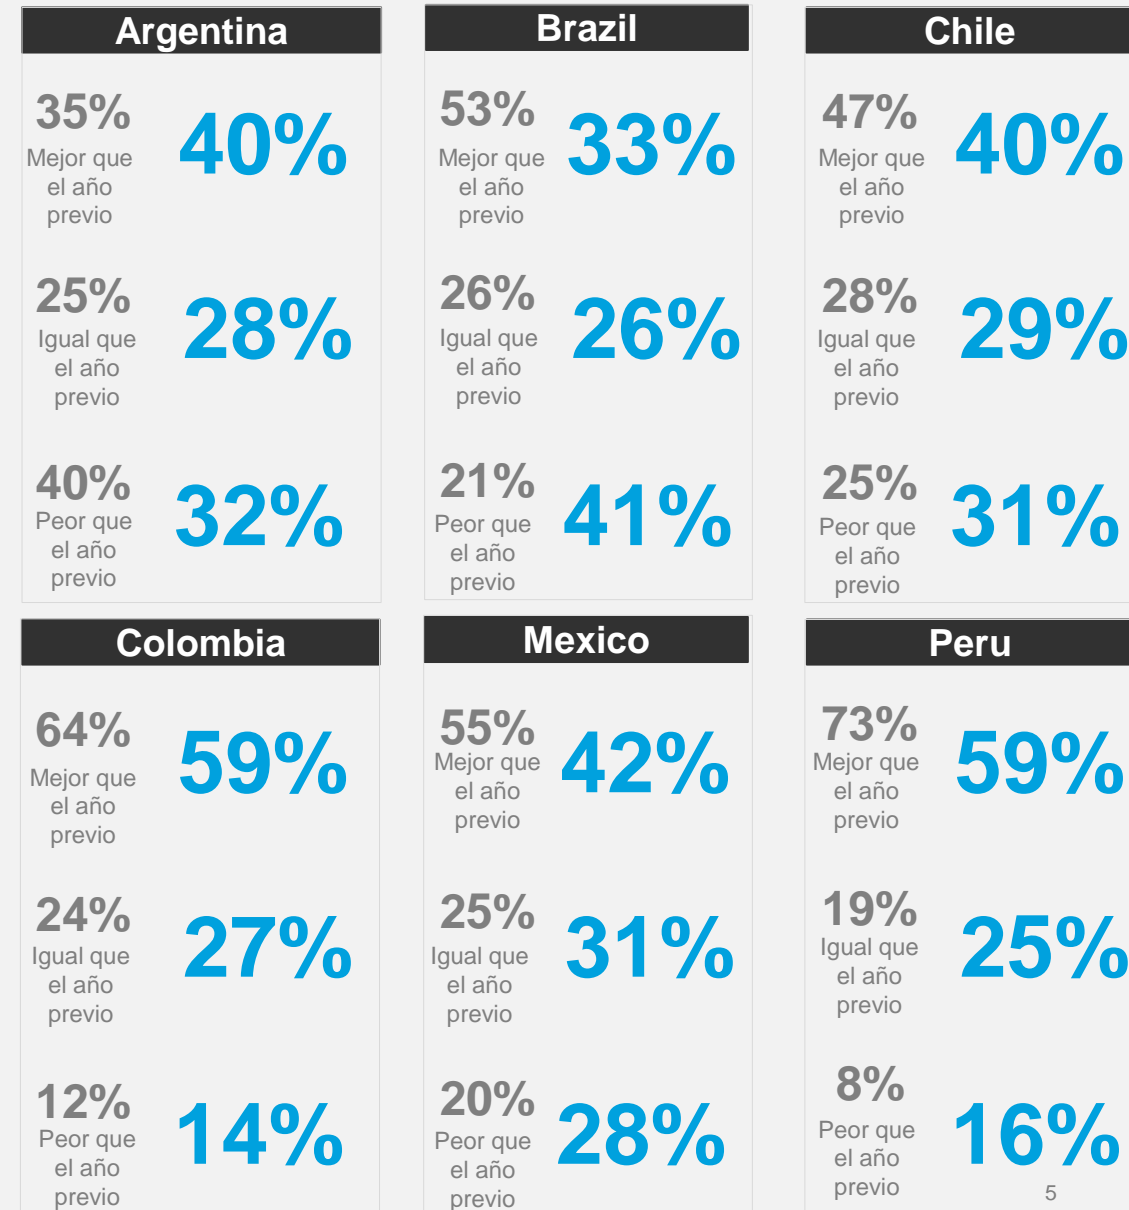 Argentina
35%
Mejor que
el año
previo
40%
25%
Igual que
el año
previo
28%
40%
Peor que
el año
previo
32%
Brazil
53%
Mejor que
el año
previo
33%
26%
Igual que
el año
previo
26%
21%
Peor que
el año
previo
41%
Chile
47%
Mejor que
el año
previo
40%
28%
Igual que
el año
previo
29%
25%
Peor que
el año
previo
31%
Colombia
64%
Mejor que
el año
previo
59%
24%
Igual que
el año
previo
27%
12%
Peor que
el año
previo
14%
Mexico
55%
Mejor que
el año
previo
42%
25%
Igual que
el año
previo
31%
20%
Peor que
el año
previo
28%
Peru
73%
Mejor que
el año
previo
59%
19%
Igual que
el año
previo
25%
8%
Peor que
el año
previo
16%
5